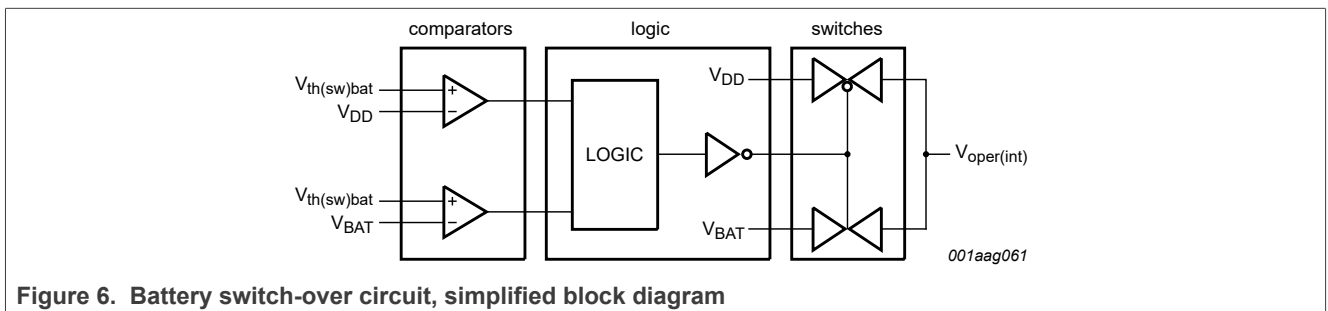 comparators logic switches
Vth(sw)bat
+
VDD
−
VDD
LOGIC
Voper(int)
Vth(sw)bat
+
VBAT
−
VBAT
001aag061
Figure 6. Battery switch-over circuit, simplified block diagram